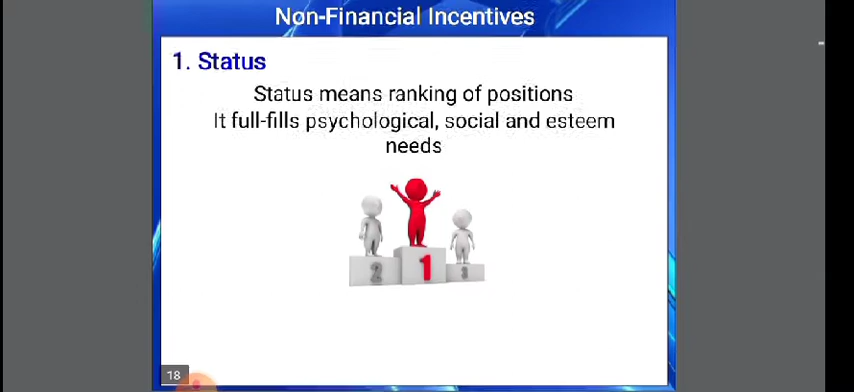 Non-Financial Incentives
1. Status
Status means ranking of positions
It full-fills psychological, social and esteem
needs
2 1 3
18